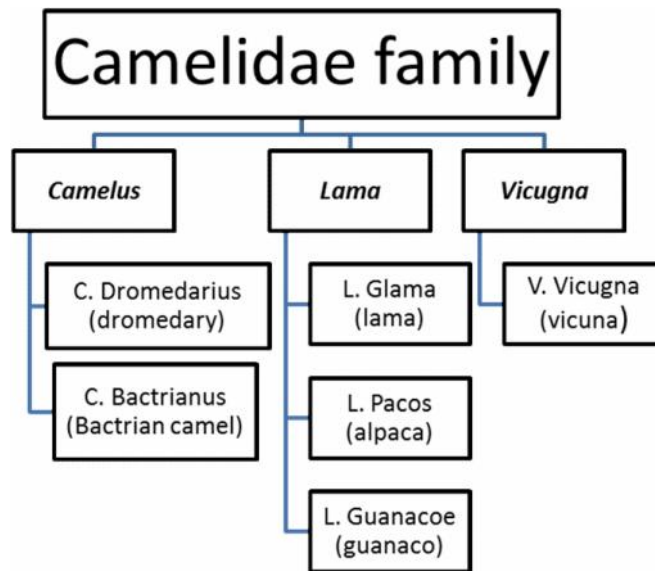 Camelidae family
Camelus
Lama
Vicugna
C. Dromedarius
(dromedary)
C. Bactrianus
(Bactrian camel)
L. Glama
(lama)
L. Pacos
(alpaca)
L. Guanacoe
(guanaco)
V. Vicugna
(vicuna)